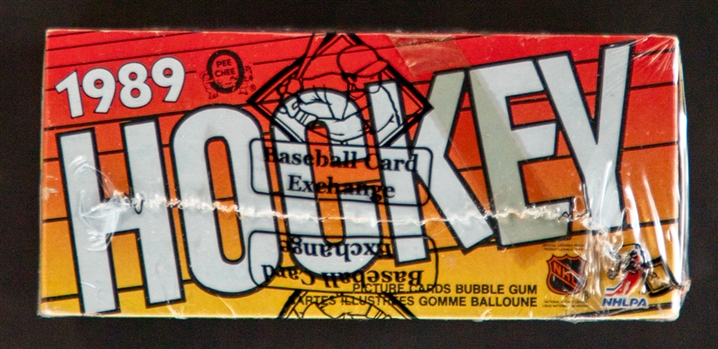 1989
O
PEE
CHEE
HOCKEY
Baseball Card
Exchange
Exchange
Baseball Card
PICTURE CARDS BUBBLE GUM
CARTES ILLUSTRÉES GOMME BALLOUNE
NHL
NHLPA